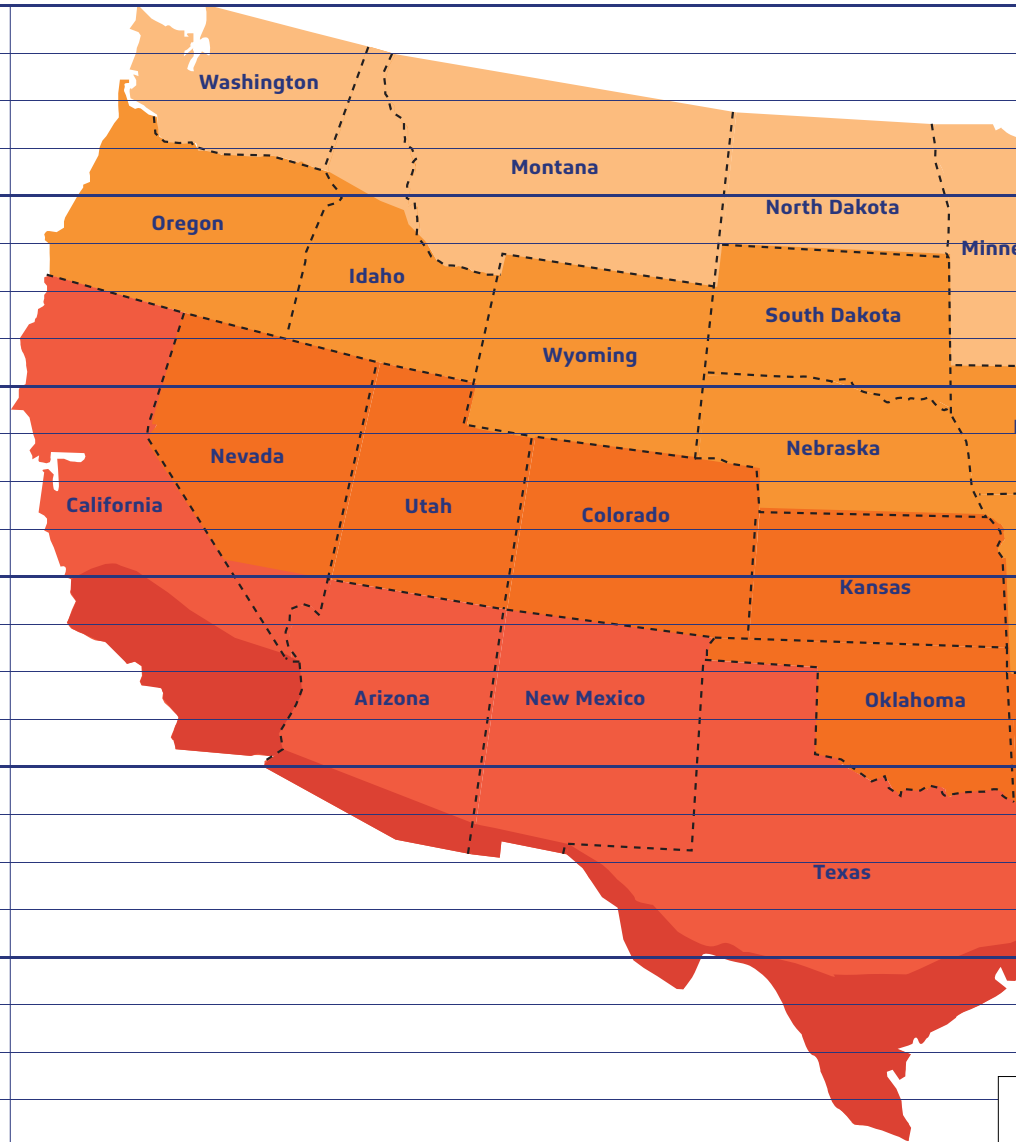 Washington
Montana
North Dakota
Oregon
Minne
Idaho
South Dakota
Wyoming
Nebraska
Nevada
California
Utah
Colorado
Kansas
Arizona
New Mexico
Oklahoma
Texas